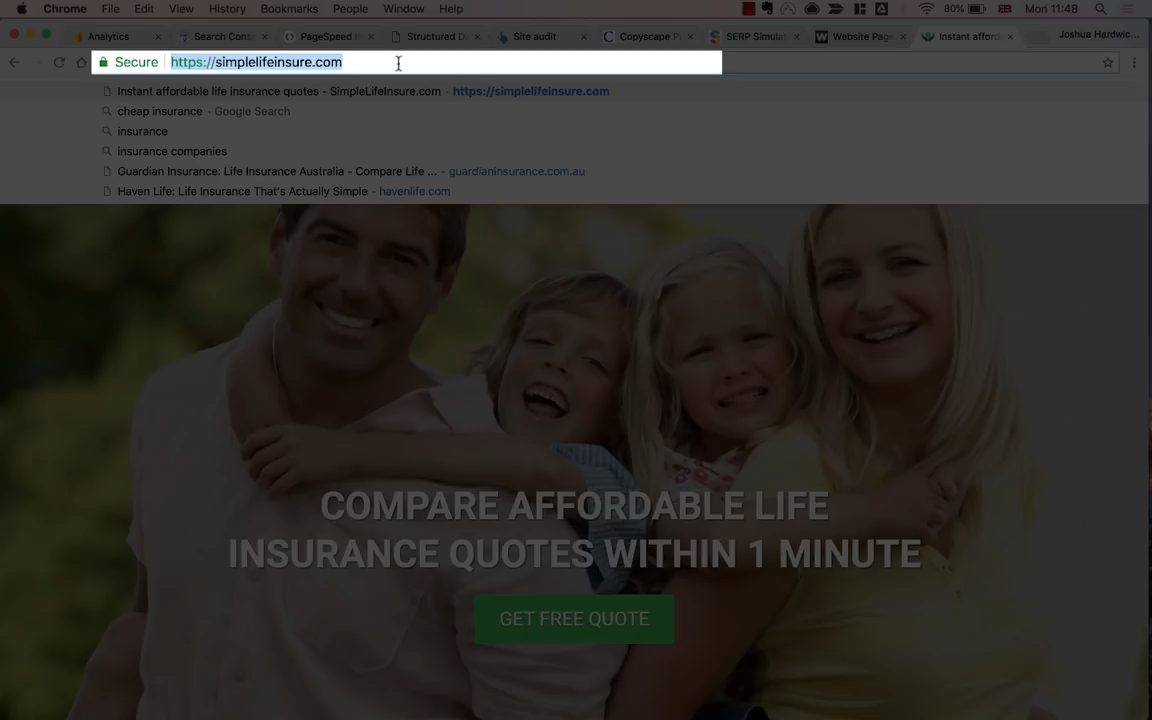 Chrome File Edit View History Bookmarks People Window Help 80% Mon 11:48
Analytics Search Cons PageSpeed In Structured D Site audit Copyscape P SERP Simulat Website Page Instant afford Joshua Hardwic...
Secure https://simplelifeinsure.com
Instant affordable life insurance quotes - SimpleLifeInsure.com - https://simplelifeinsure.com
cheap insurance - Google Search
insurance
insurance companies
Guardian Insurance: Life Insurance Australia - Compare Life ... - guardianinsurance.com.au
Haven Life: Life Insurance That's Actually Simple - havenlife.com
COMPARE AFFORDABLE LIFE
INSURANCE QUOTES WITHIN 1 MINUTE
GET FREE QUOTE